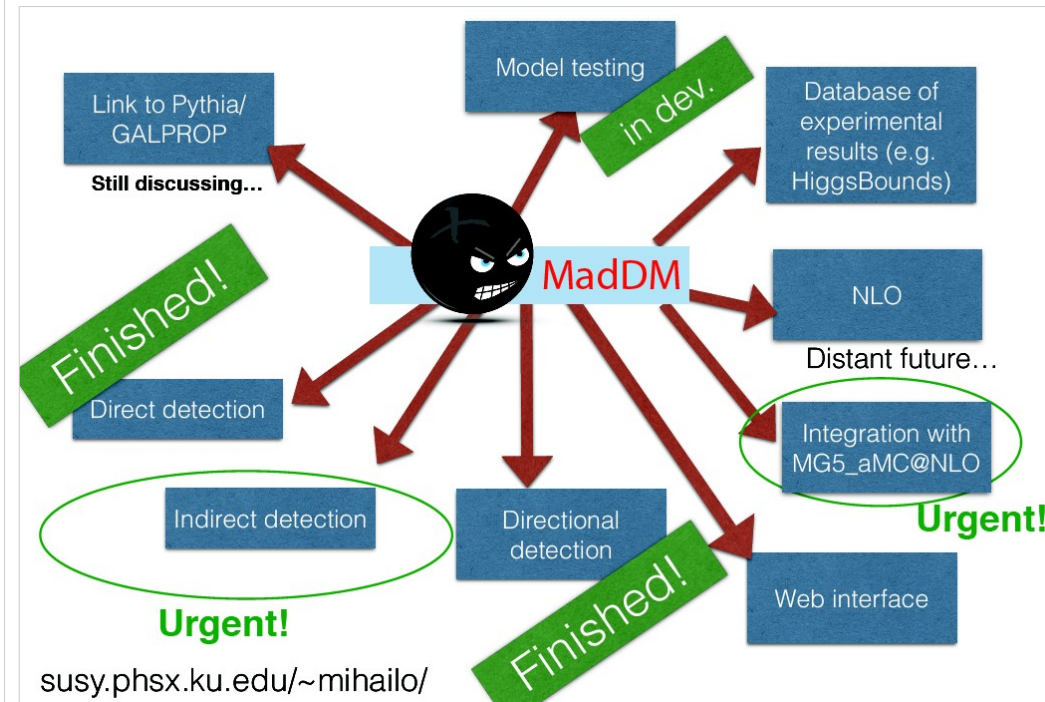 Model testing
in dev.
Link to Pythia/
GALPROP
Still discussing...
Database of
experimental
results (e.g.
HiggsBounds)
MadDM
Finished!
NLO
Distant future...
Direct detection
Integration with
MG5_aMC@NLO
Urgent!
Indirect detection
Urgent!
Directional
detection
Finished!
Web interface
susy.phsx.ku.edu/~mihailo/